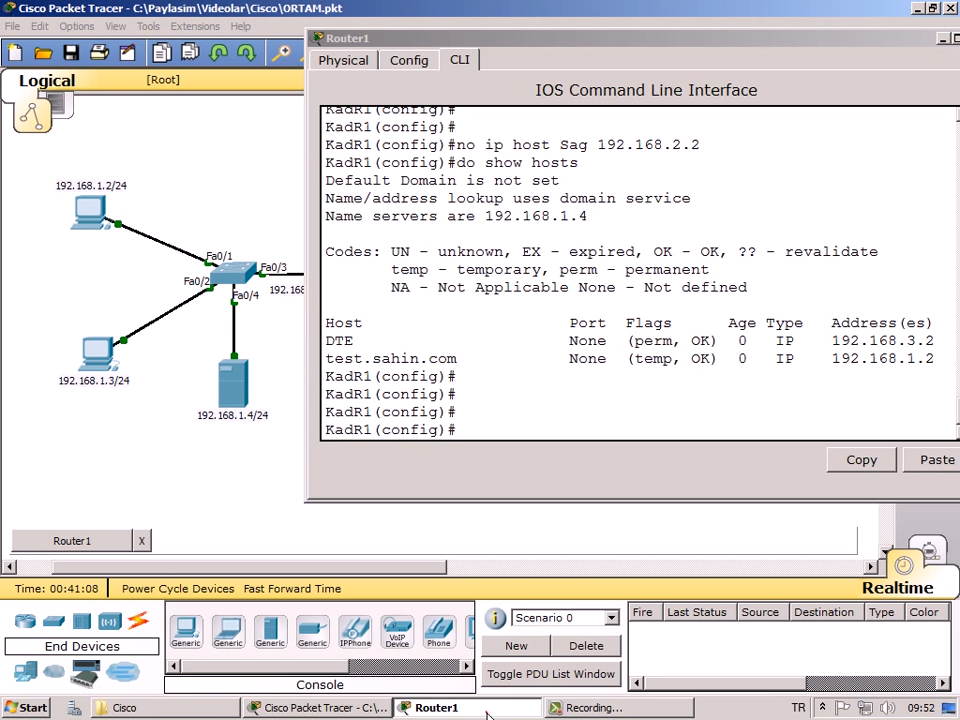 Cisco Packet Tracer - C:\Paylasim\Videolar\Cisco\ORTAM.pkt
File Edit Options View Tools Extensions Help
Logical
[Root]
192.168.1.2/24
Fa0/1
Fa0/3
Fa0/2
192.168
Fa0/4
192.168.1.3/24
192.168.1.4/24
Router1
Physical Config CLI
IOS Command Line Interface
KadR1(config)#
KadR1(config)#
KadR1(config)#no ip host Sag 192.168.2.2
KadR1(config)#do show hosts
Default Domain is not set
Name/address lookup uses domain service
Name servers are 192.168.1.4
Codes: UN - unknown, EX - expired, OK - OK, ?? - revalidate
temp - temporary, perm - permanent
NA - Not Applicable None - Not defined
Host Port Flags Age Type Address(es)
DTE None (perm, OK) 0 IP 192.168.3.2
test.sahin.com None (temp, OK) 0 IP 192.168.1.2
KadR1(config)#
KadR1(config)#
KadR1(config)#
KadR1(config)#
Copy Paste
Router1 X
Time: 00:41:08 Power Cycle Devices Fast Forward Time
Realtime
End Devices
Generic Generic Generic Generic IPPhone VoIP Device Phone
Console
Scenario 0
New Delete
Toggle PDU List Window
Fire Last Status Source Destination Type Color
Start Cisco Cisco Packet Tracer - C:\... Router1 Recording... TR 09:52